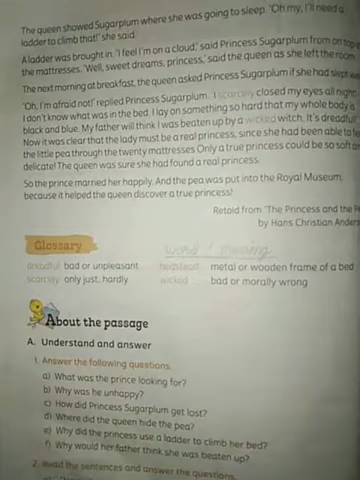 The queen showed Sugarplum where she was going to sleep. 'Oh my, I'll need a
ladder to climb that!' she said.
A ladder was brought in. 'I feel I'm on a cloud,' said Princess Sugarplum from on top
the mattresses. 'Well, sweet dreams, princess,' said the queen as she left the room.
The next morning at breakfast, the queen asked Princess Sugarplum if she had slept
'Oh, I'm afraid not!' replied Princess Sugarplum. 'I scarcely closed my eyes all night.
I don't know what was in the bed. I lay on something so hard that my whole body is
black and blue. My father will think I was beaten up by a wicked witch. It's dreadful!'
Now it was clear that the lady must be a real princess, since she had been able to
the little pea through the twenty mattresses Only a true princess could be so soft
delicate! The queen was sure she had found a real princess.
So the prince married her happily. And the pea was put into the Royal Museum,
because it helped the queen discover a true princess!
Retold from 'The Princess and the
by Hans Christian
Glossary
word meaning
dreadful bad or unpleasant bedstead metal or wooden frame of a bed
scarcely only just, hardly wicked bad or morally wrong
About the passage
A. Understand and answer
1. Answer the following questions.
a) What was the prince looking for?
b) Why was he unhappy?
c) How did Princess Sugarplum get lost?
d) Where did the queen hide the pea?
e) Why did the princess use a ladder to climb her bed?
f) Why would her father think she was beaten up?
2. Read the sentences and answer the questions.